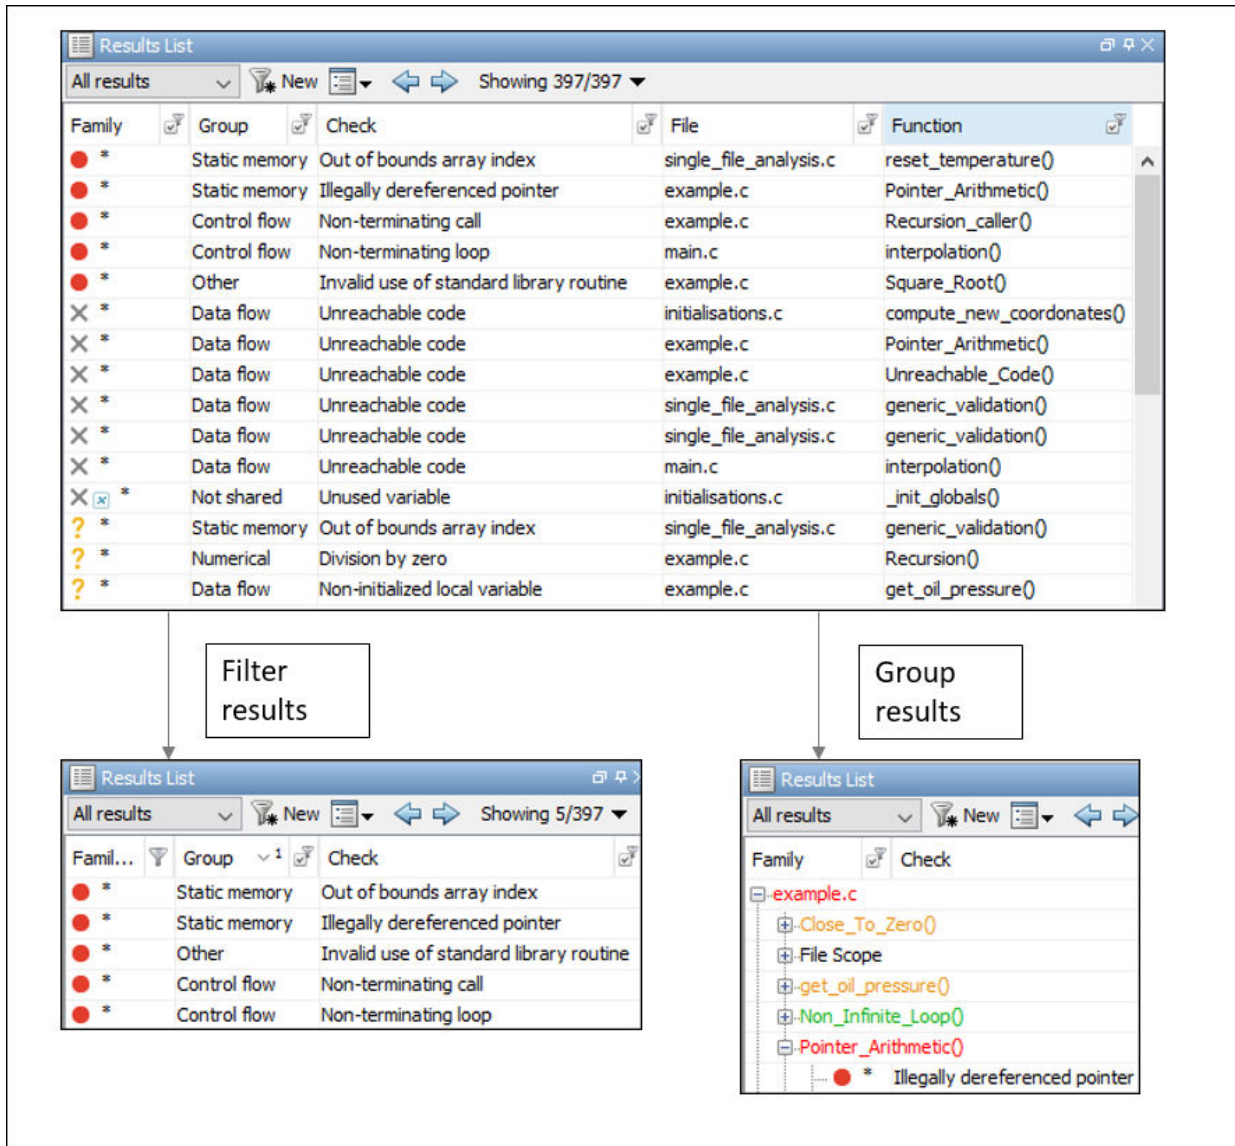 Results List
All results New Showing 397/397
Family Group Check File Function
* Static memory Out of bounds array index single_file_analysis.c reset_temperature()
* Static memory Illegally dereferenced pointer example.c Pointer_Arithmetic()
* Control flow Non-terminating call example.c Recursion_caller()
* Control flow Non-terminating loop main.c interpolation()
* Other Invalid use of standard library routine example.c Square_Root()
* Data flow Unreachable code initialisations.c compute_new_coordonates()
* Data flow Unreachable code example.c Pointer_Arithmetic()
* Data flow Unreachable code example.c Unreachable_Code()
* Data flow Unreachable code single_file_analysis.c generic_validation()
* Data flow Unreachable code single_file_analysis.c generic_validation()
* Data flow Unreachable code main.c interpolation()
x * Not shared Unused variable initialisations.c _init_globals()
? * Static memory Out of bounds array index single_file_analysis.c generic_validation()
? * Numerical Division by zero example.c Recursion()
? * Data flow Non-initialized local variable example.c get_oil_pressure()
Filter
results
Group
results
Results List
All results New Showing 5/397
Famil... Group 1 Check
* Static memory Out of bounds array index
* Static memory Illegally dereferenced pointer
* Other Invalid use of standard library routine
* Control flow Non-terminating call
* Control flow Non-terminating loop
Results List
All results New
Family Check
example.c
Close_To_Zero()
File Scope
get_oil_pressure()
Non_Infinite_Loop()
Pointer_Arithmetic()
* Illegally dereferenced pointer